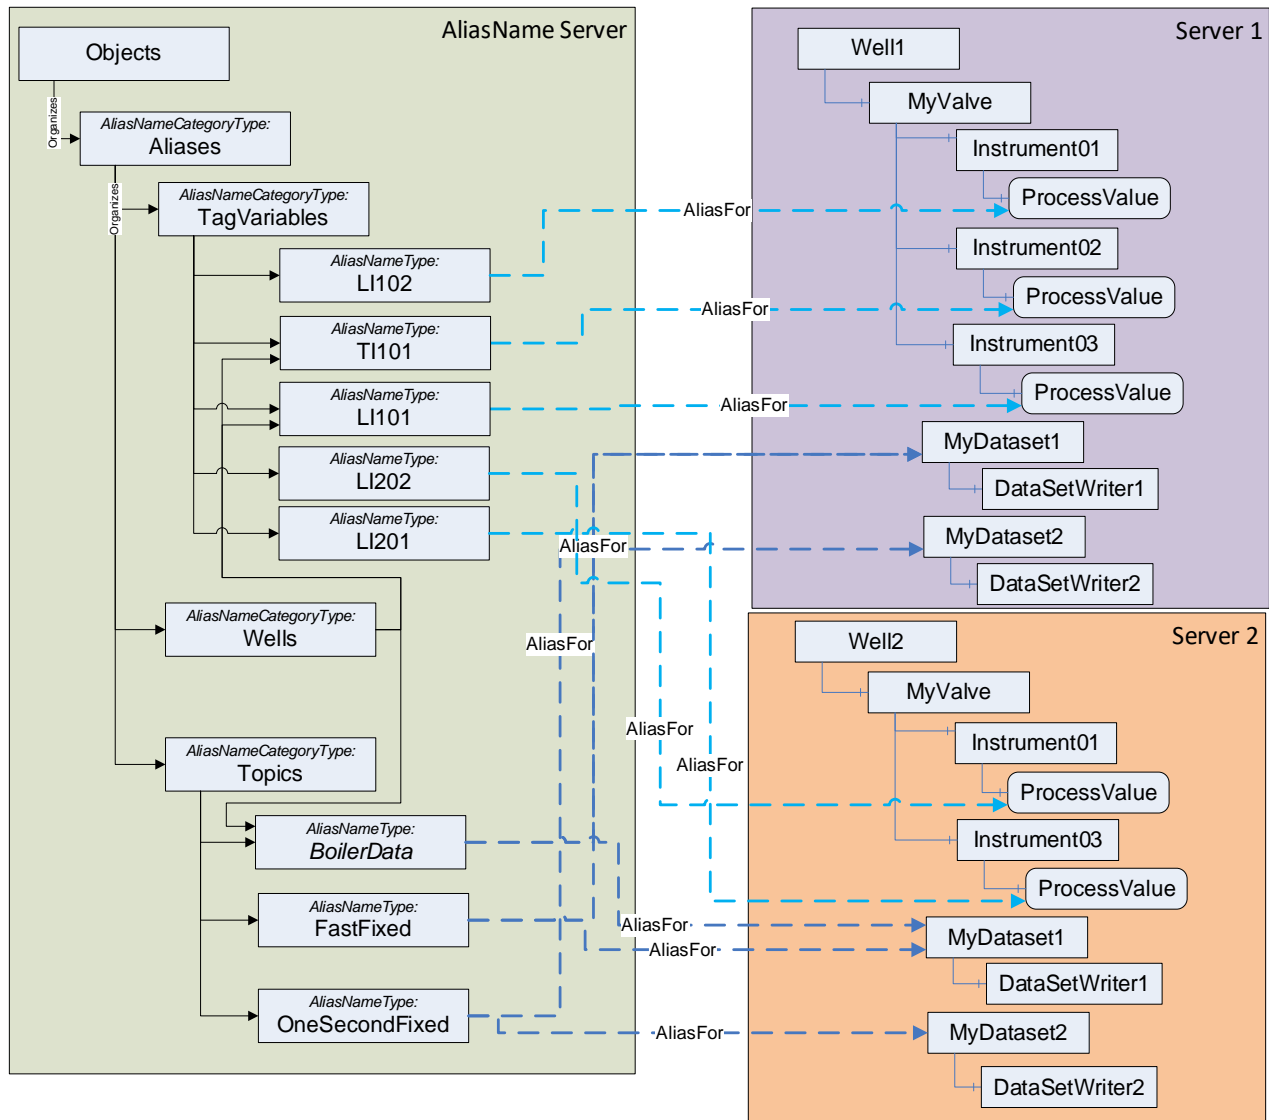 AliasName Server
Objects
Organizes
AliasNameCategoryType:
Aliases
Organizes
AliasNameCategoryType:
TagVariables
AliasNameType:
LI102
AliasNameType:
TI101
AliasNameType:
LI101
AliasNameType:
LI202
AliasNameType:
LI201
AliasNameCategoryType:
Wells
AliasNameCategoryType:
Topics
AliasNameType:
BoilerData
AliasNameType:
FastFixed
AliasNameType:
OneSecondFixed
AliasFor
AliasFor
AliasFor
AliasFor
AliasFor
AliasFor
AliasFor
AliasFor
AliasFor
AliasFor
Server 1
Well1
MyValve
Instrument01
ProcessValue
Instrument02
ProcessValue
Instrument03
ProcessValue
MyDataset1
DataSetWriter1
MyDataset2
DataSetWriter2
Server 2
Well2
MyValve
Instrument01
ProcessValue
Instrument03
ProcessValue
MyDataset1
DataSetWriter1
MyDataset2
DataSetWriter2